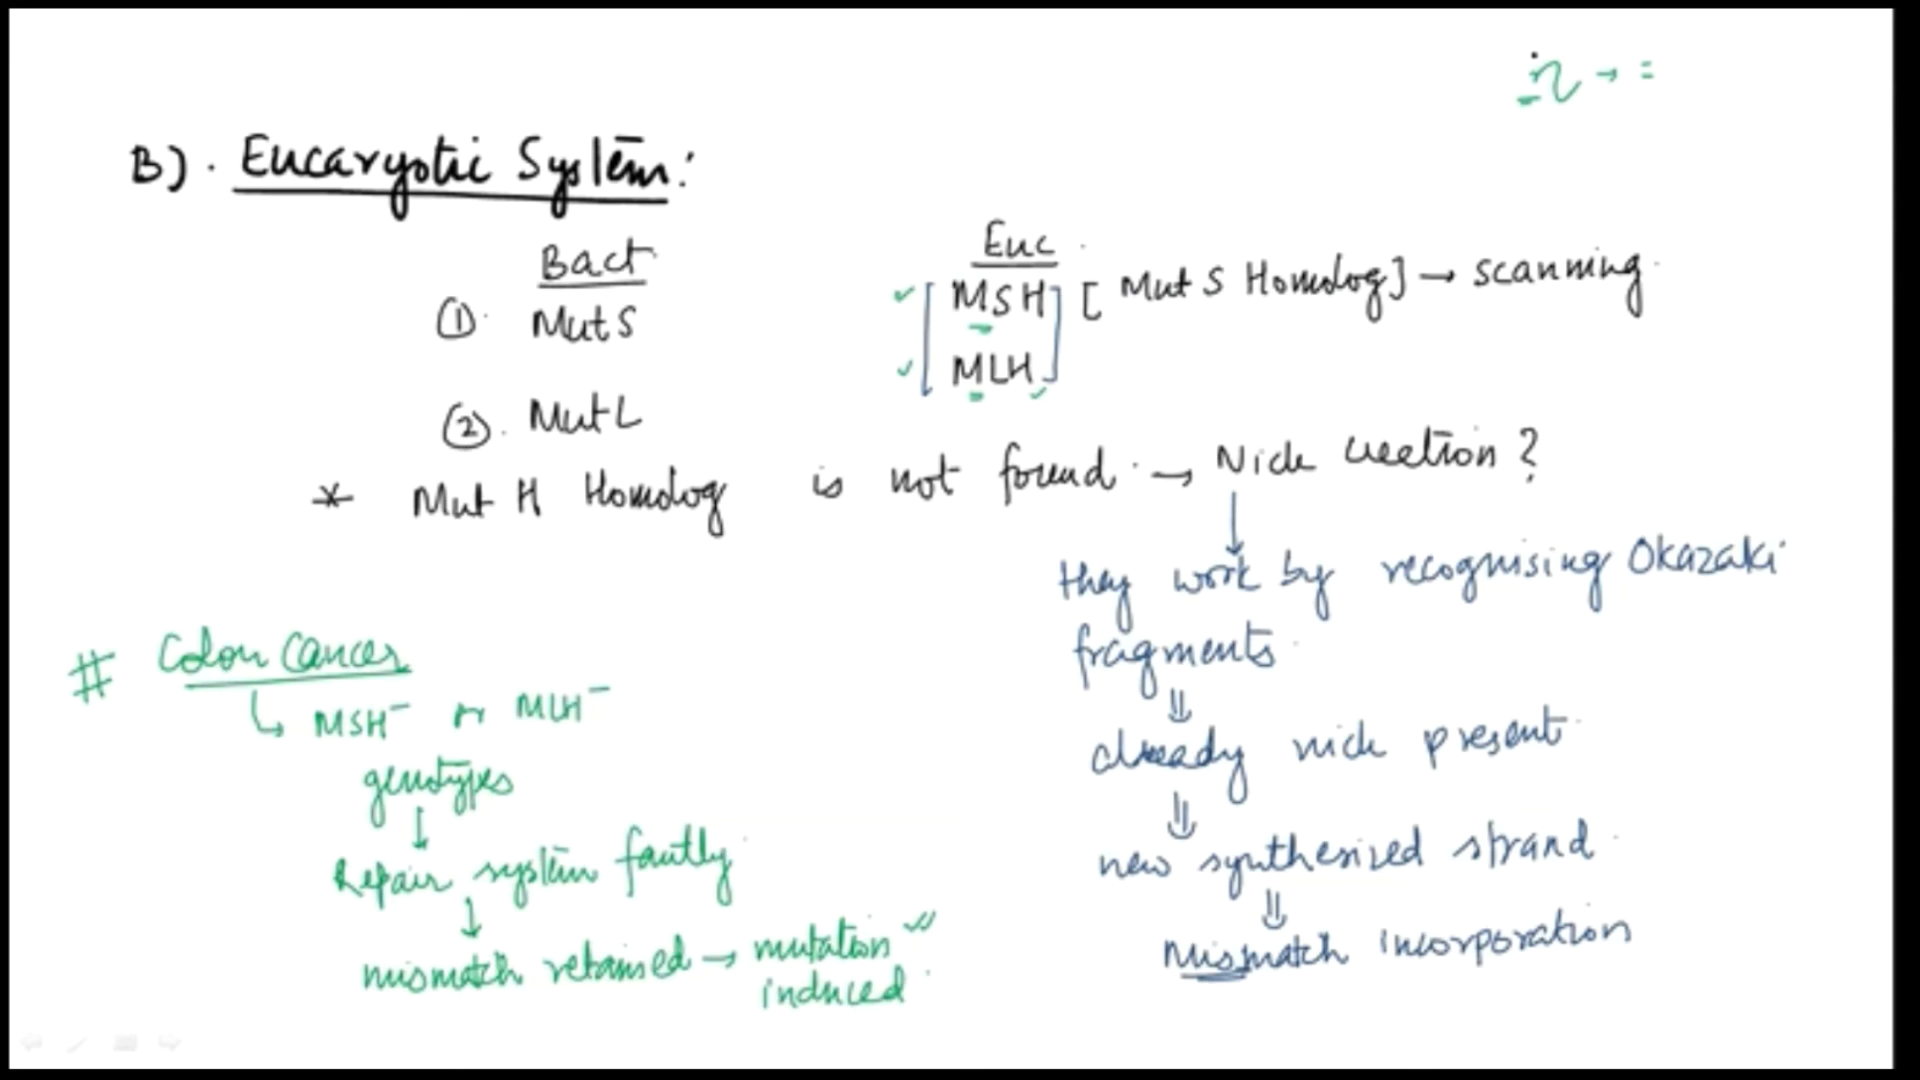 B). Eucaryotic System:
Bact
Euc
① MutS
MSH [MutS Homolog] → scanning
② MutL
MLH
* Mut H Homolog is not found → Nick creation?
they work by recognising Okazaki
fragments
⇓
already nick present
⇓
new synthesized strand
⇓
Mismatch incorporation
# Colon Cancer
↳ MSH⁻ or MLH⁻
genotypes
↓
Repair system faulty
↓
mismatch retained → mutation
induced